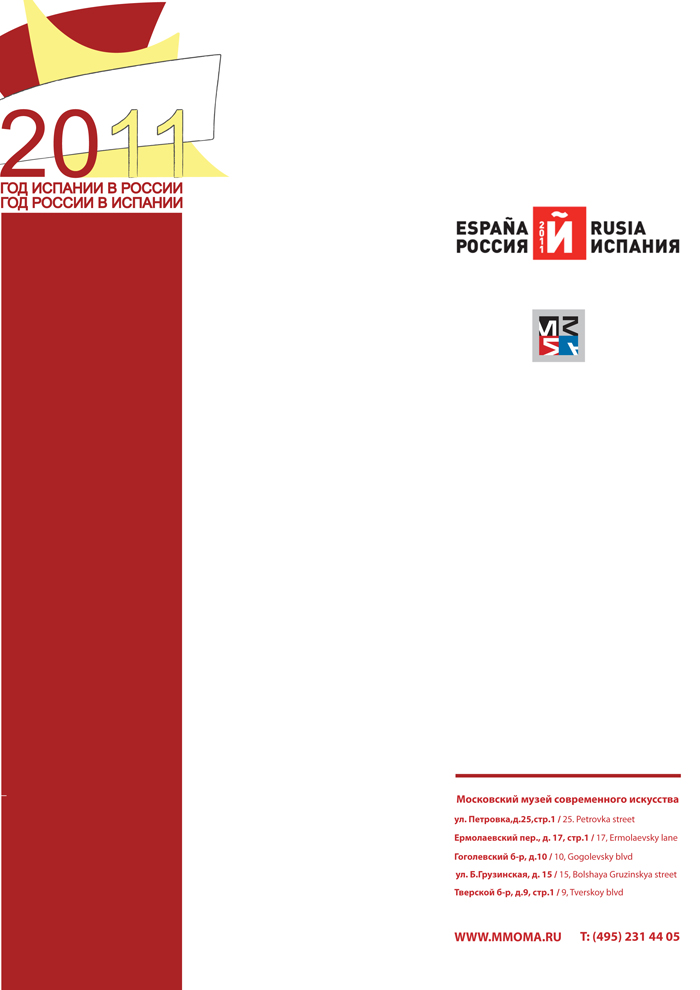 2011
ГОД ИСПАНИИ В РОССИИ
ГОД РОССИИ В ИСПАНИИ
ESPAÑA 2011 Й RUSIA
РОССИЯ ИСПАНИЯ
Московский музей современного искусства
ул. Петровка,д.25,стр.1 / 25. Petrovka street
Ермолаевский пер., д. 17, стр.1 / 17, Ermolaevsky lane
Гоголевский б-р, д.10 / 10, Gogolevsky blvd
ул. Б.Грузинская, д. 15 / 15, Bolshaya Gruzinskya street
Тверской б-р, д.9, стр.1 / 9, Tverskoy blvd
WWW.MMOMA.RU T: (495) 231 44 05